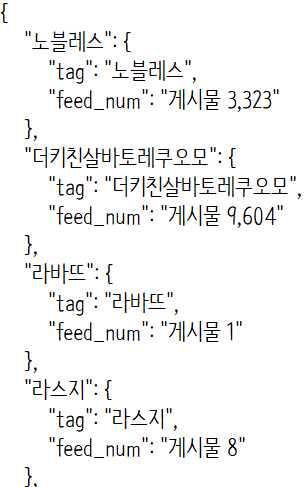 {
"노블레스": {
"tag": "노블레스",
"feed_num": "게시물 3,323"
},
"더키친살바토레쿠오모": {
"tag": "더키친살바토레쿠오모",
"feed_num": "게시물 9,604"
},
"라바뜨": {
"tag": "라바뜨",
"feed_num": "게시물 1"
},
"라스지": {
"tag": "라스지",
"feed_num": "게시물 8"
},